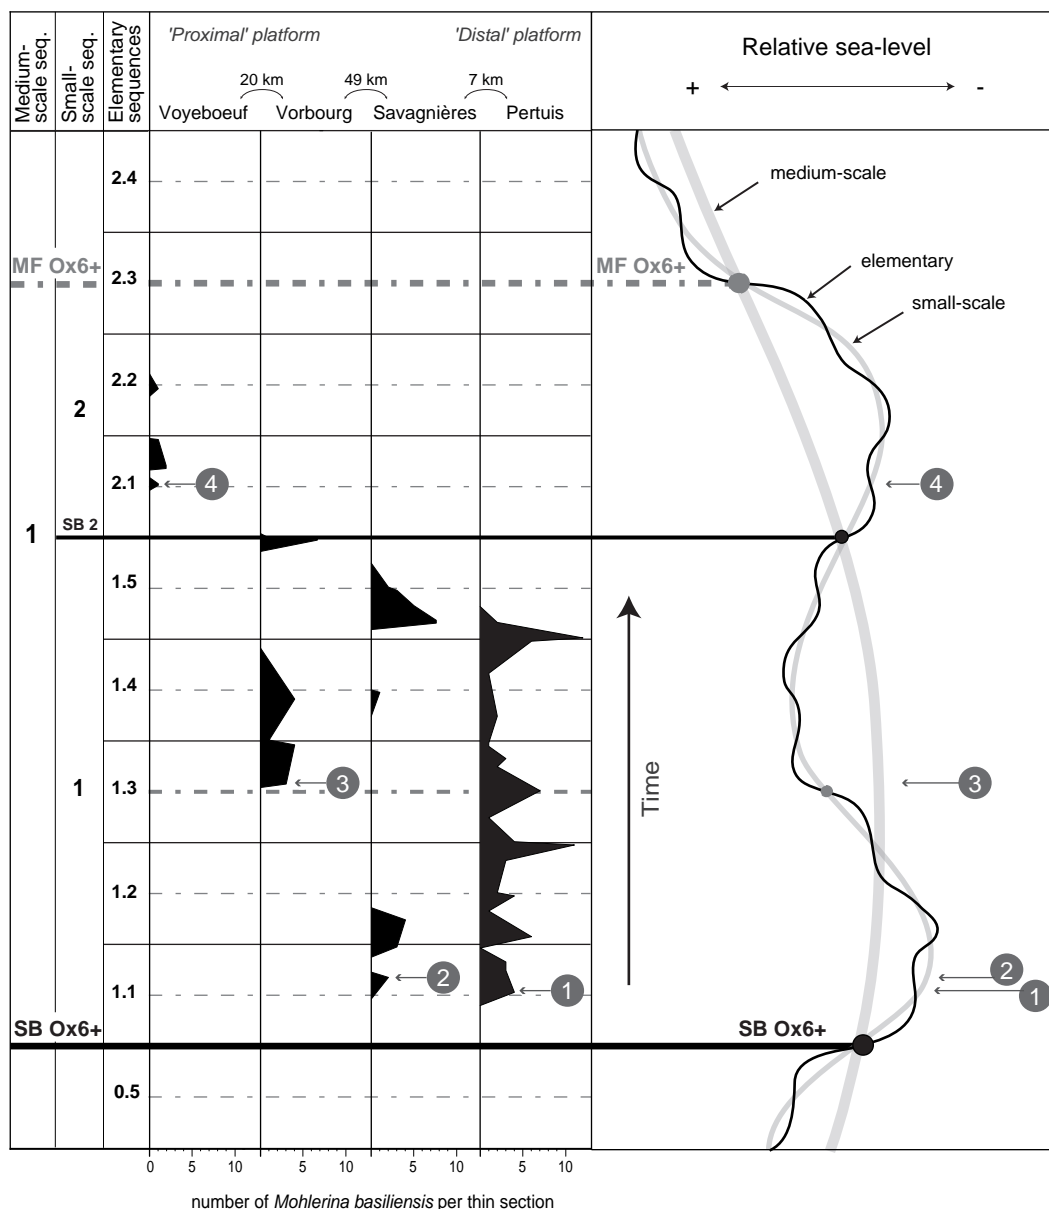 Medium-
scale seq.
Small-
scale seq.
Elementary
sequences
'Proximal' platform
'Distal' platform
20 km
49 km
7 km
Voyeboeuf
Vorbourg
Savagnières
Pertuis
Relative sea-level
+
-
2.4
medium-scale
MF Ox6+
2.3
MF Ox6+
elementary
small-scale
2.2
2
2.1
4
4
SB 2
1
1.5
1.4
Time
1
1.3
3
3
1.2
2
2
1.1
1
1
SB Ox6+
SB Ox6+
0.5
0
5
10
5
10
5
10
5
10
number of Mohlerina basiliensis per thin section